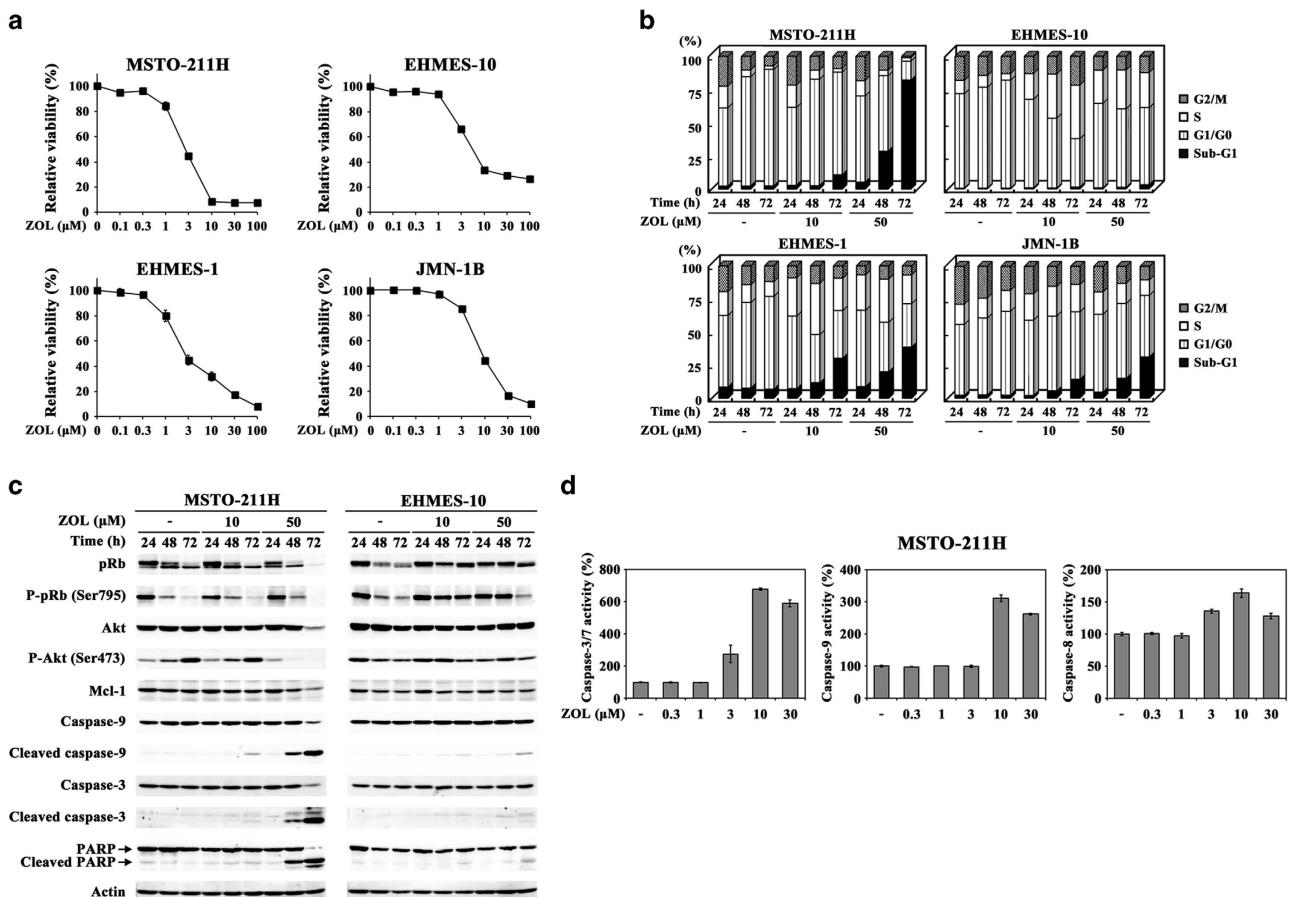 a
MSTO-211H
Relative viability (%)
100
80
60
40
20
0
ZOL (µM) 0 0.1 0.3 1 3 10 30 100
EHMES-10
Relative viability (%)
100
80
60
40
20
0
0 0.1 0.3 1 3 10 30 100
EHMES-1
Relative viability (%)
100
80
60
40
20
0
ZOL (µM) 0 0.1 0.3 1 3 10 30 100
JMN-1B
Relative viability (%)
100
80
60
40
20
0
0 0.1 0.3 1 3 10 30 100
b
MSTO-211H
EHMES-10
(%)
100
75
50
25
0
G2/M
S
G1/G0
Sub-G1
Time (h) 24 48 72 24 48 72 24 48 72 24 48 72 24 48 72 24 48 72
ZOL (µM) - 10 50 - 10 50
EHMES-1
JMN-1B
(%)
100
75
50
25
0
G2/M
S
G1/G0
Sub-G1
Time (h) 24 48 72 24 48 72 24 48 72 24 48 72 24 48 72 24 48 72
ZOL (µM) - 10 50 - 10 50
c
MSTO-211H EHMES-10
ZOL (µM) - 10 50 - 10 50
Time (h) 24 48 72 24 48 72 24 48 72 24 48 72 24 48 72 24 48 72
pRb
P-pRb (Ser795)
Akt
P-Akt (Ser473)
Mcl-1
Caspase-9
Cleaved caspase-9
Caspase-3
Cleaved caspase-3
PARP
Cleaved PARP
Actin
d
MSTO-211H
Caspase-3/7 activity (%)
800
600
400
200
0
ZOL (µM) - 0.3 1 3 10 30
Caspase-9 activity (%)
400
300
200
100
0
- 0.3 1 3 10 30
Caspase-8 activity (%)
200
150
100
50
0
- 0.3 1 3 10 30